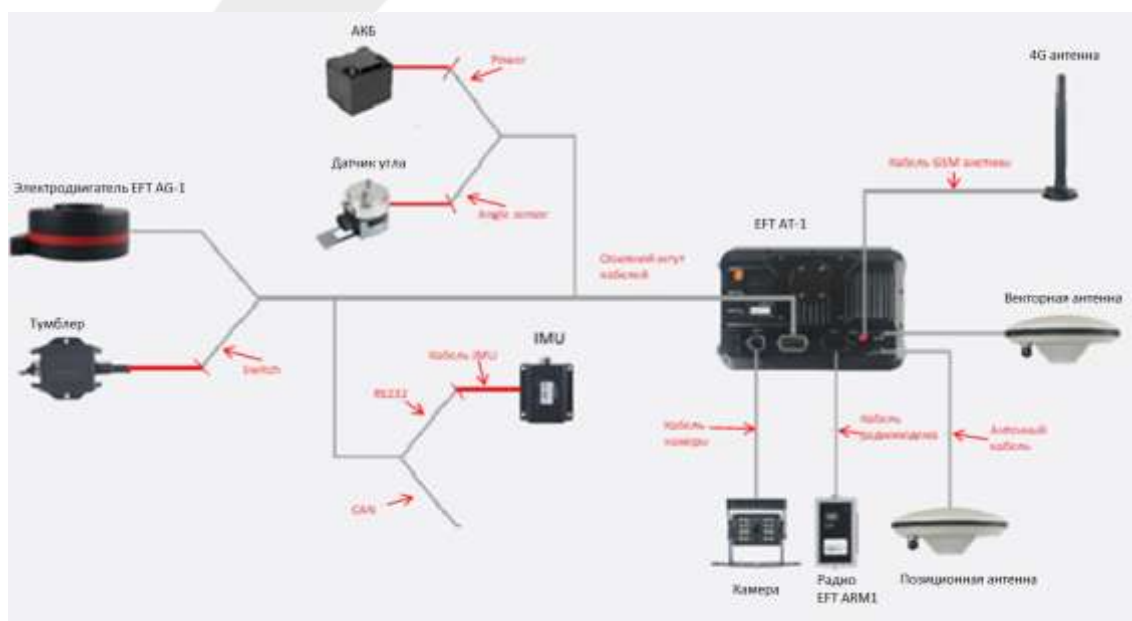 АКБ
Power
4G антенна
Датчик угла
Кабель GSM антенны
Электродвигатель EFT AG-1
Angle sensor
EFT AT-1
Основной жгут
кабелей
Векторная антенна
Тумблер
IMU
Кабель IMU
Switch
RS232
Кабель
камеры
Кабель
радиомодема
Антенный
кабель
CAN
Камера
Радио
EFT ARM1
Позиционная антенна